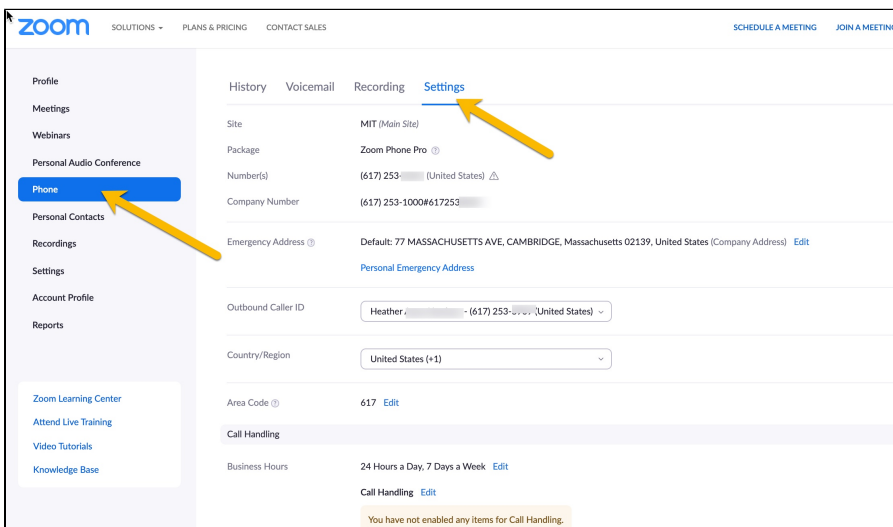 zoom SOLUTIONS PLANS & PRICING CONTACT SALES SCHEDULE A MEETING JOIN A MEETING
Profile
Meetings
Webinars
Personal Audio Conference
Phone
Personal Contacts
Recordings
Settings
Account Profile
Reports
Zoom Learning Center
Attend Live Training
Video Tutorials
Knowledge Base
History Voicemail Recording Settings
Site MIT (Main Site)
Package Zoom Phone Pro
Number(s) (617) 253- (United States)
Company Number (617) 253-1000#617253
Emergency Address Default: 77 MASSACHUSETTS AVE, CAMBRIDGE, Massachusetts 02139, United States (Company Address) Edit
Personal Emergency Address
Outbound Caller ID Heather - (617) 253- (United States)
Country/Region United States (+1)
Area Code 617 Edit
Call Handling
Business Hours 24 Hours a Day, 7 Days a Week Edit
Call Handling Edit
You have not enabled any items for Call Handling.